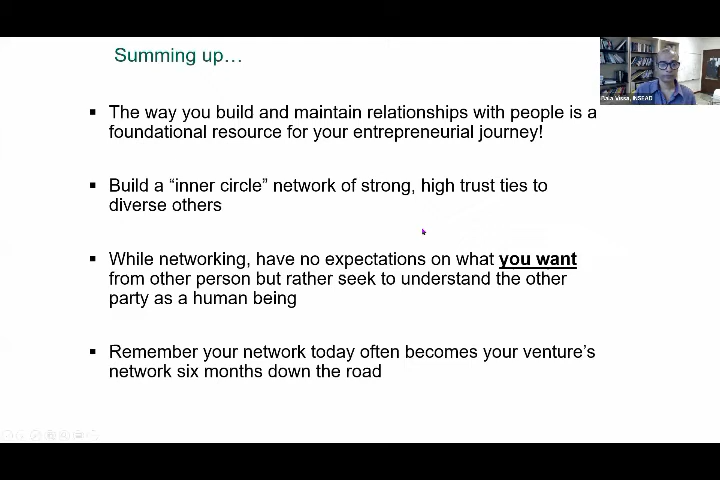 Summing up…
▪ The way you build and maintain relationships with people is a
foundational resource for your entrepreneurial journey!
▪ Build a “inner circle” network of strong, high trust ties to
diverse others
▪ While networking, have no expectations on what you want
from other person but rather seek to understand the other
party as a human being
▪ Remember your network today often becomes your venture’s
network six months down the road
Bala Vissa, INSEAD